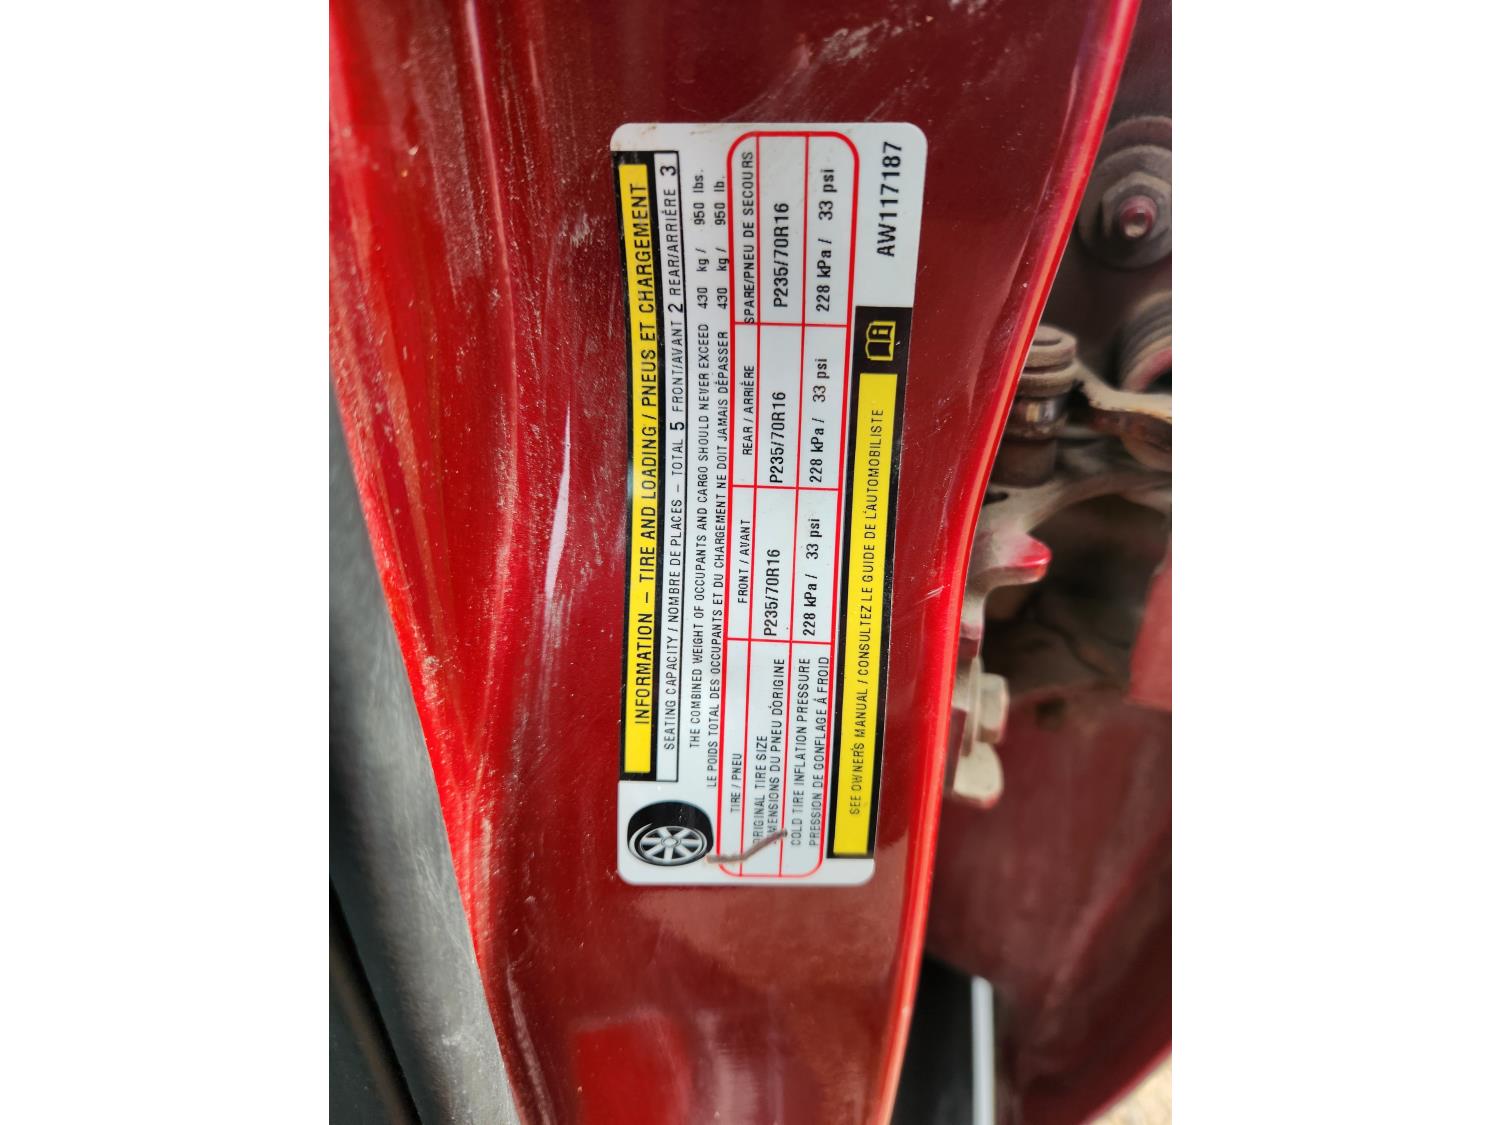 INFORMATION – TIRE AND LOADING / PNEUS ET CHARGEMENT
SEATING CAPACITY / NOMBRE DE PLACES – TOTAL 5 FRONT/AVANT 2 REAR/ARRIÈRE 3
THE COMBINED WEIGHT OF OCCUPANTS AND CARGO SHOULD NEVER EXCEED 430 kg / 950 lbs.
LE POIDS TOTAL DES OCCUPANTS ET DU CHARGEMENT NE DOIT JAMAIS DÉPASSER 430 kg / 950 lb.
TIRE / PNEU FRONT / AVANT REAR / ARRIÈRE SPARE/PNEU DE SECOURS
ORIGINAL TIRE SIZE
DIMENSIONS DU PNEU D'ORIGINE P235/70R16 P235/70R16 P235/70R16
COLD TIRE INFLATION PRESSURE
PRESSION DE GONFLAGE À FROID 228 kPa / 33 psi 228 kPa / 33 psi 228 kPa / 33 psi
SEE OWNER'S MANUAL / CONSULTEZ LE GUIDE DE L'AUTOMOBILISTE
AW117187